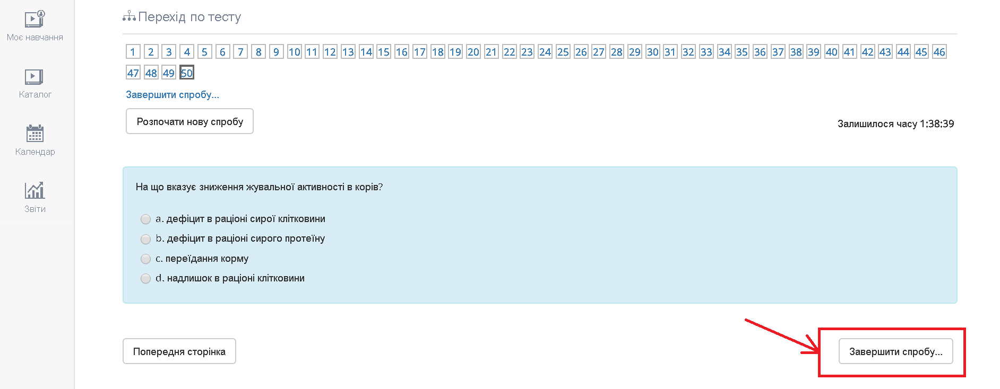 Моє навчання
Каталог
Календар
Звіти
Перехід по тесту
1 2 3 4 5 6 7 8 9 10 11 12 13 14 15 16 17 18 19 20 21 22 23 24 25 26 27 28 29 30 31 32 33 34 35 36 37 38 39 40 41 42 43 44 45 46
47 48 49 50
Завершити спробу...
Розпочати нову спробу
Залишилося часу 1:38:39
На що вказує зниження жувальної активності в корів?
a. дефіцит в раціоні сирої клітковини
b. дефіцит в раціоні сирого протеїну
c. переїдання корму
d. надлишок в раціоні клітковини
Попередня сторінка
Завершити спробу...